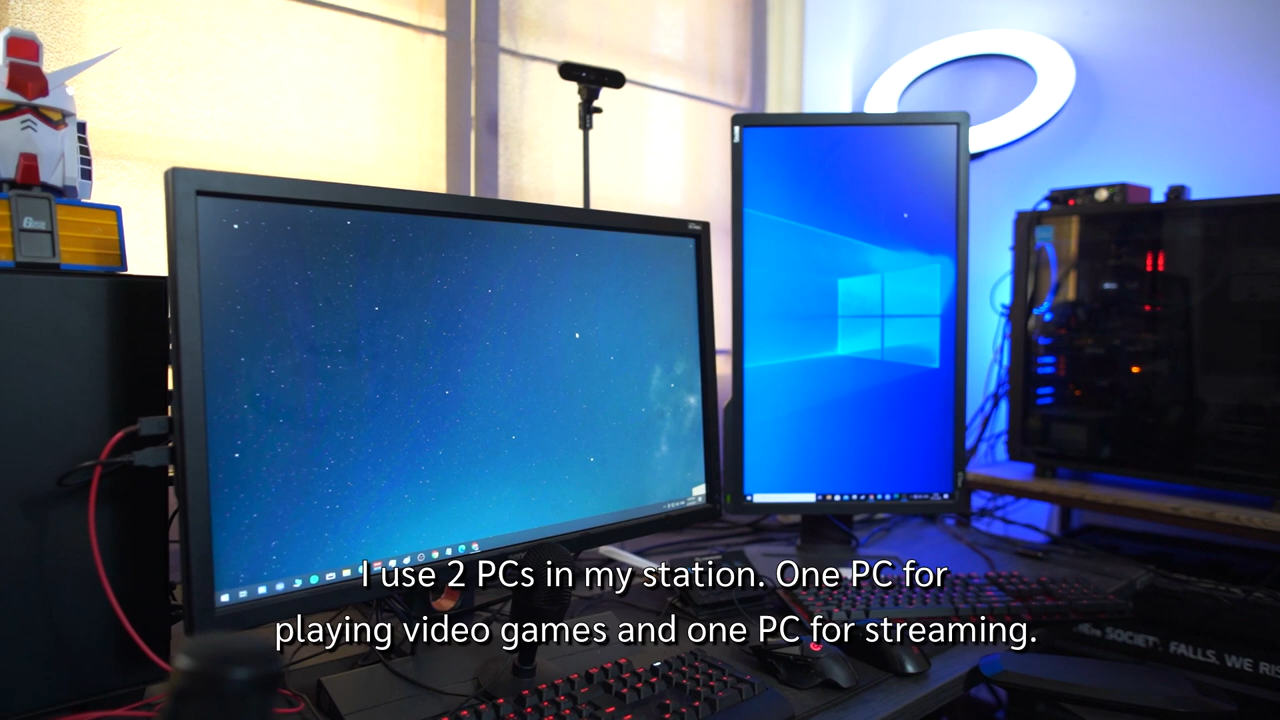 I use 2 PCs in my station. One PC for
playing video games and one PC for streaming.
SOCIETY FALLS, WE RIS